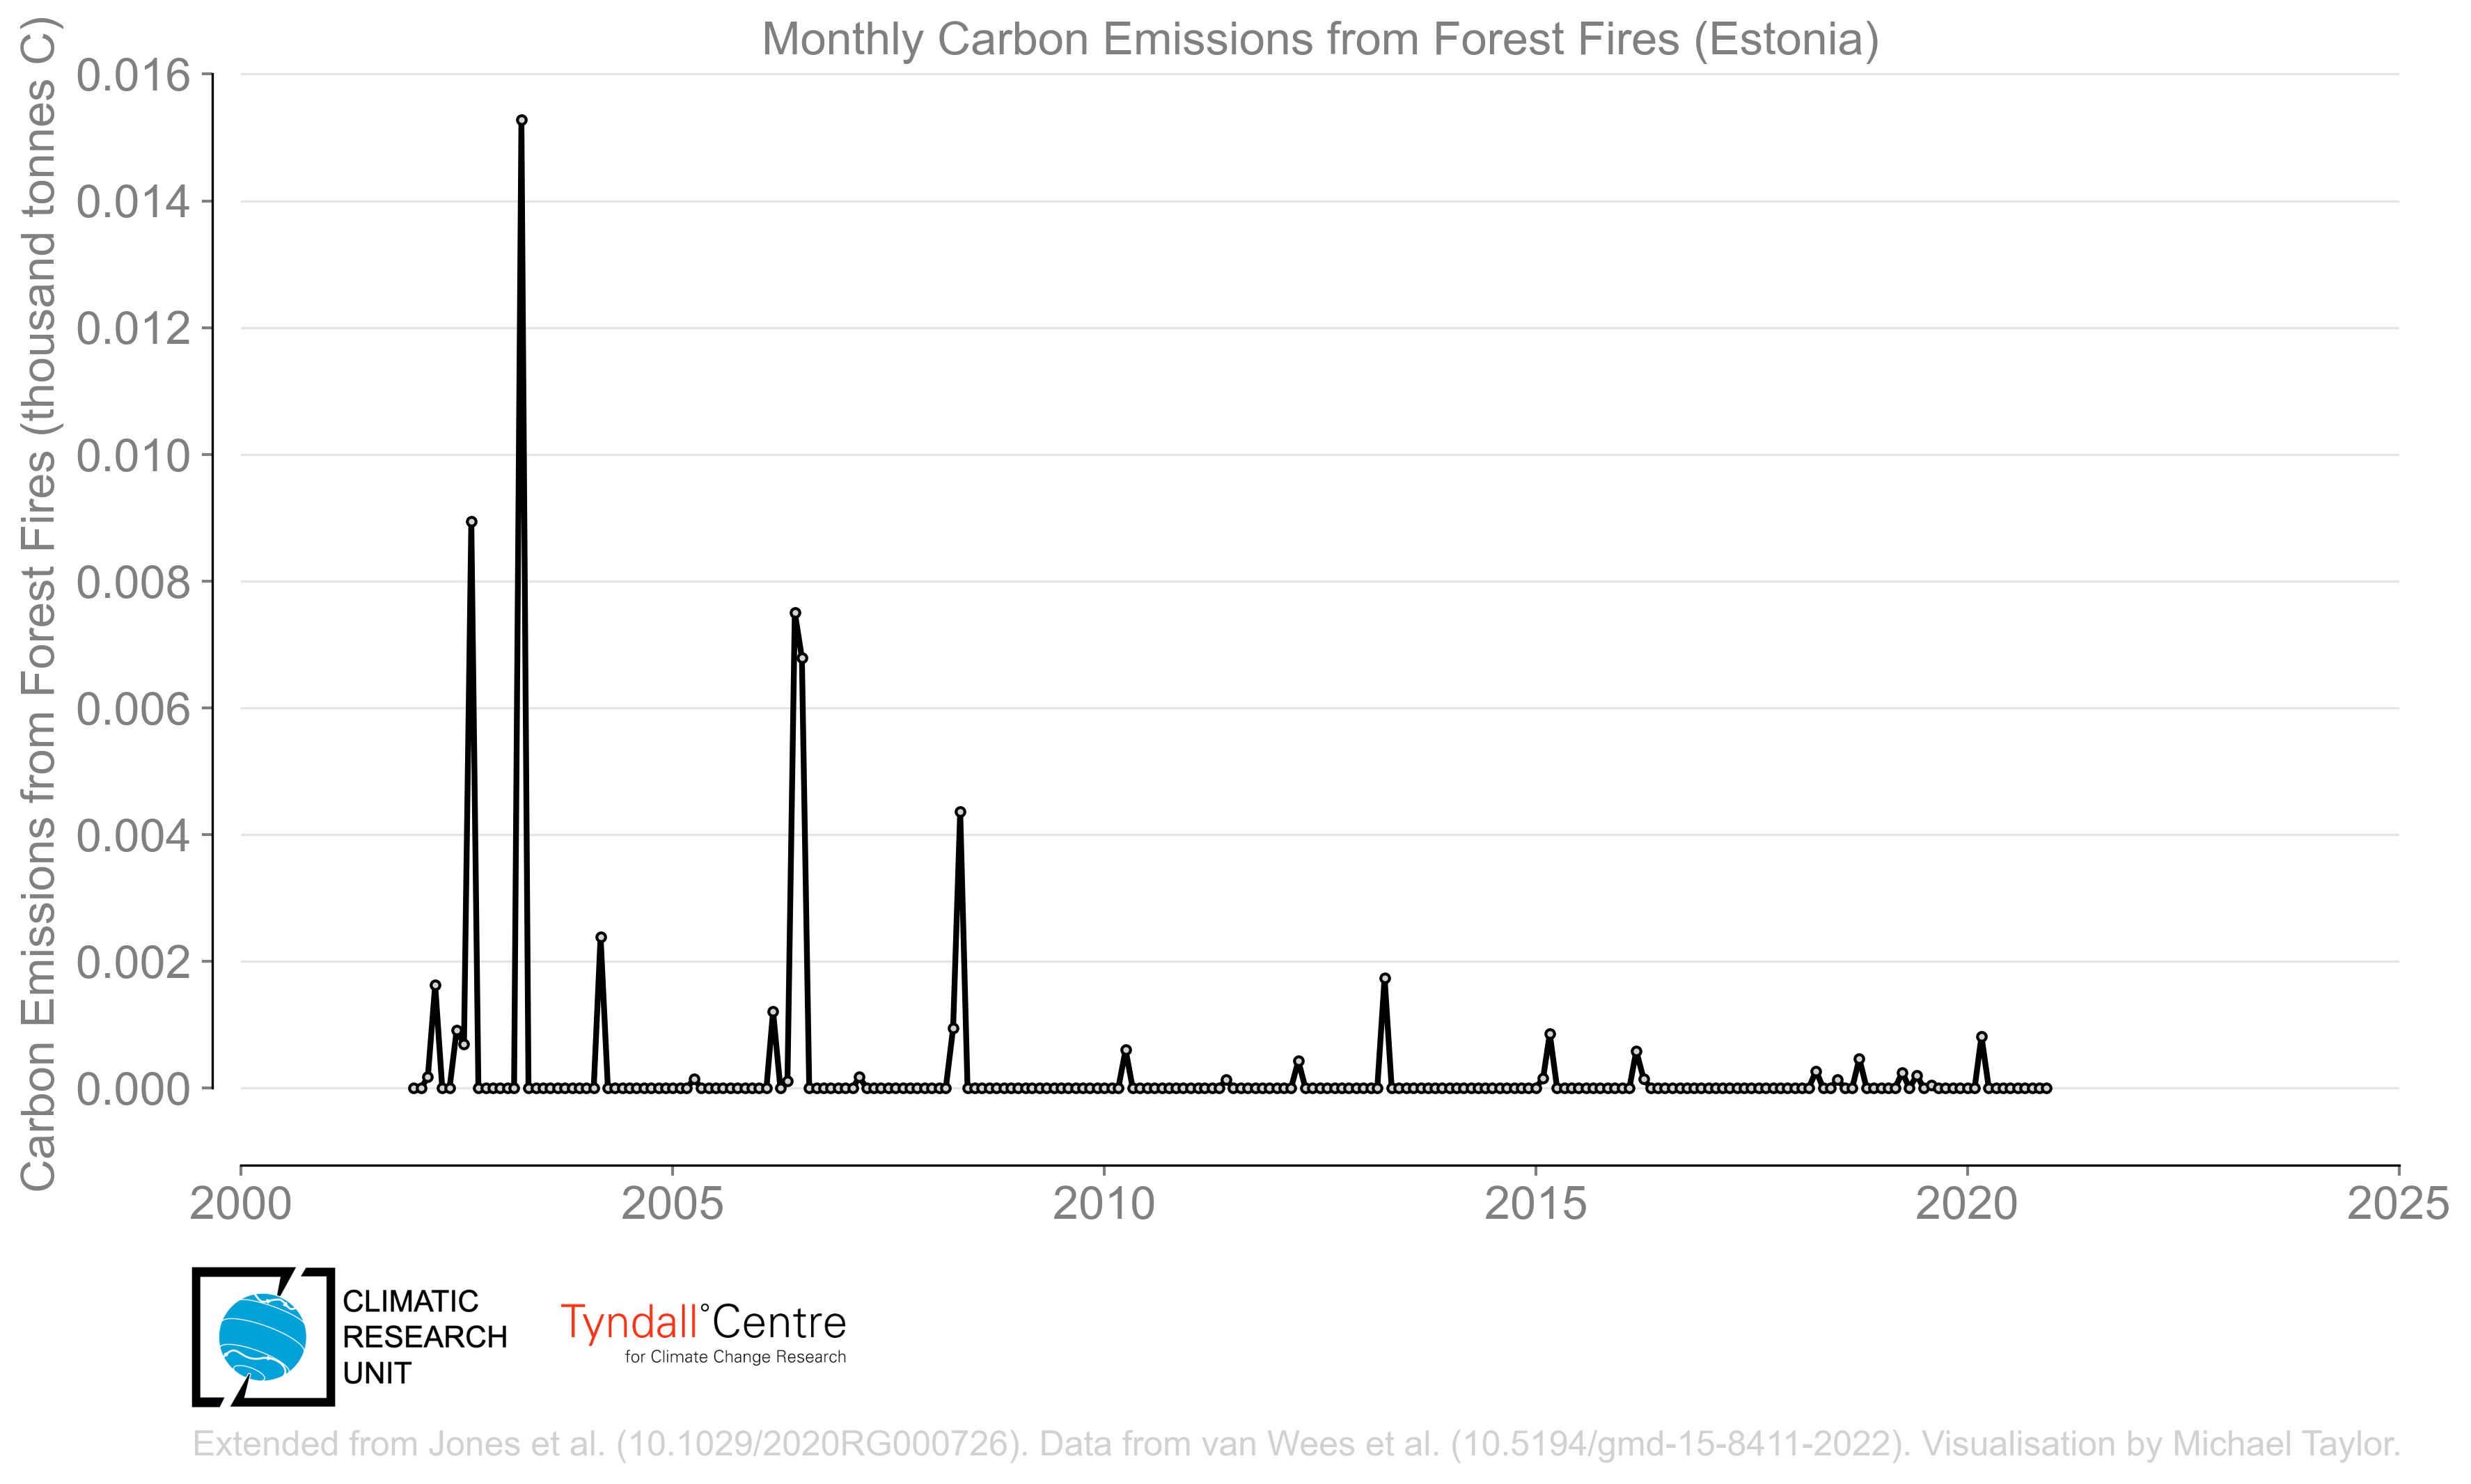 Monthly Carbon Emissions from Forest Fires (Estonia)
Carbon Emissions from Forest Fires (thousand tonnes C)
0.016
0.014
0.012
0.010
0.008
0.006
0.004
0.002
0.000
2000 2005 2010 2015 2020 2025
CLIMATIC
RESEARCH
UNIT
Tyndall°Centre
for Climate Change Research
Extended from Jones et al. (10.1029/2020RG000726). Data from van Wees et al. (10.5194/gmd-15-8411-2022). Visualisation by Michael Taylor.